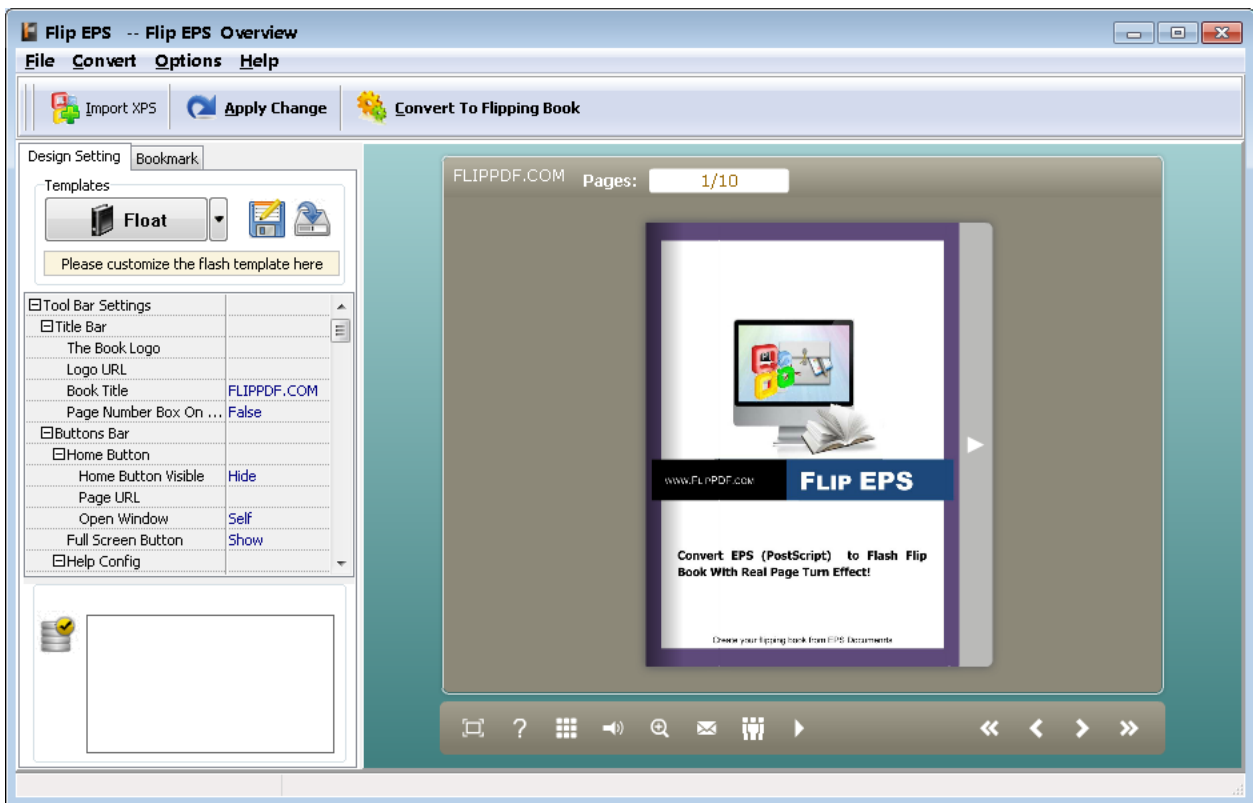 Flip EPS -- Flip EPS Overview
File Convert Options Help
Import XPS Apply Change Convert To Flipping Book
Design Setting Bookmark
Templates
Float
Please customize the flash template here
Tool Bar Settings
Title Bar
The Book Logo
Logo URL
Book Title FLIPPDF.COM
Page Number Box On ... False
Buttons Bar
Home Button
Home Button Visible Hide
Page URL
Open Window Self
Full Screen Button Show
Help Config
FLIPPDF.COM Pages: 1/10
www.FlipPDF.com FLIP EPS
Convert EPS (PostScript) to Flash Flip
Book With Real Page Turn Effect!
Create your flipping book from EPS Documents